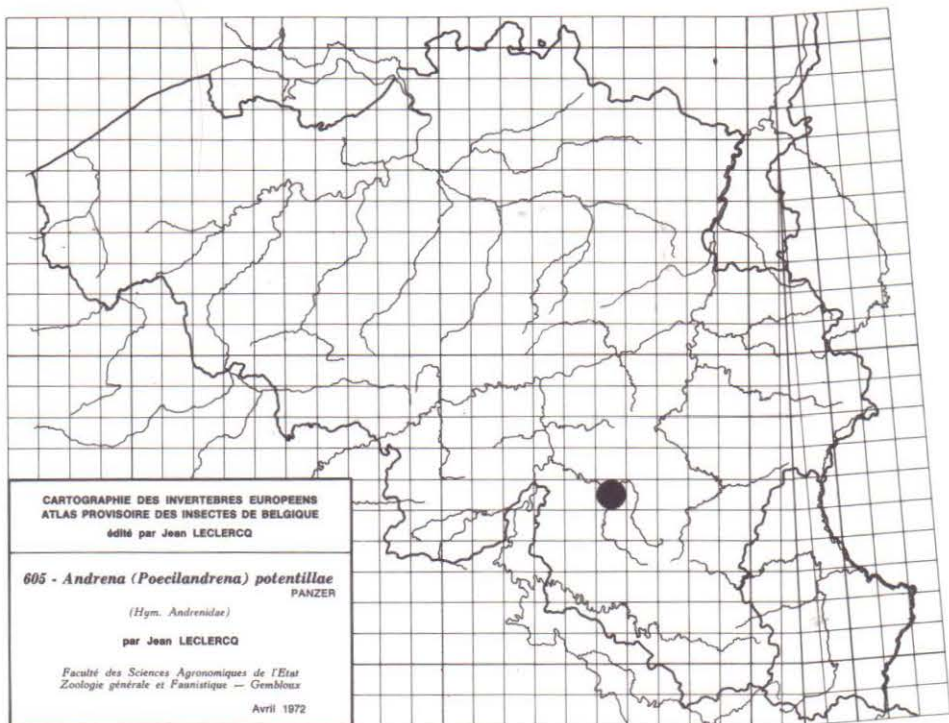 CARTOGRAPHIE DES INVERTEBRES EUROPEENS
ATLAS PROVISOIRE DES INSECTES DE BELGIQUE
édité par Jean LECLERCQ
605 - Andrena (Poecilandrena) potentillae
PANZER
(Hym. Andrenidae)
par Jean LECLERCQ
Faculté des Sciences Agronomiques de l'Etat
Zoologie générale et Faunistique — Gembloux
Avril 1972